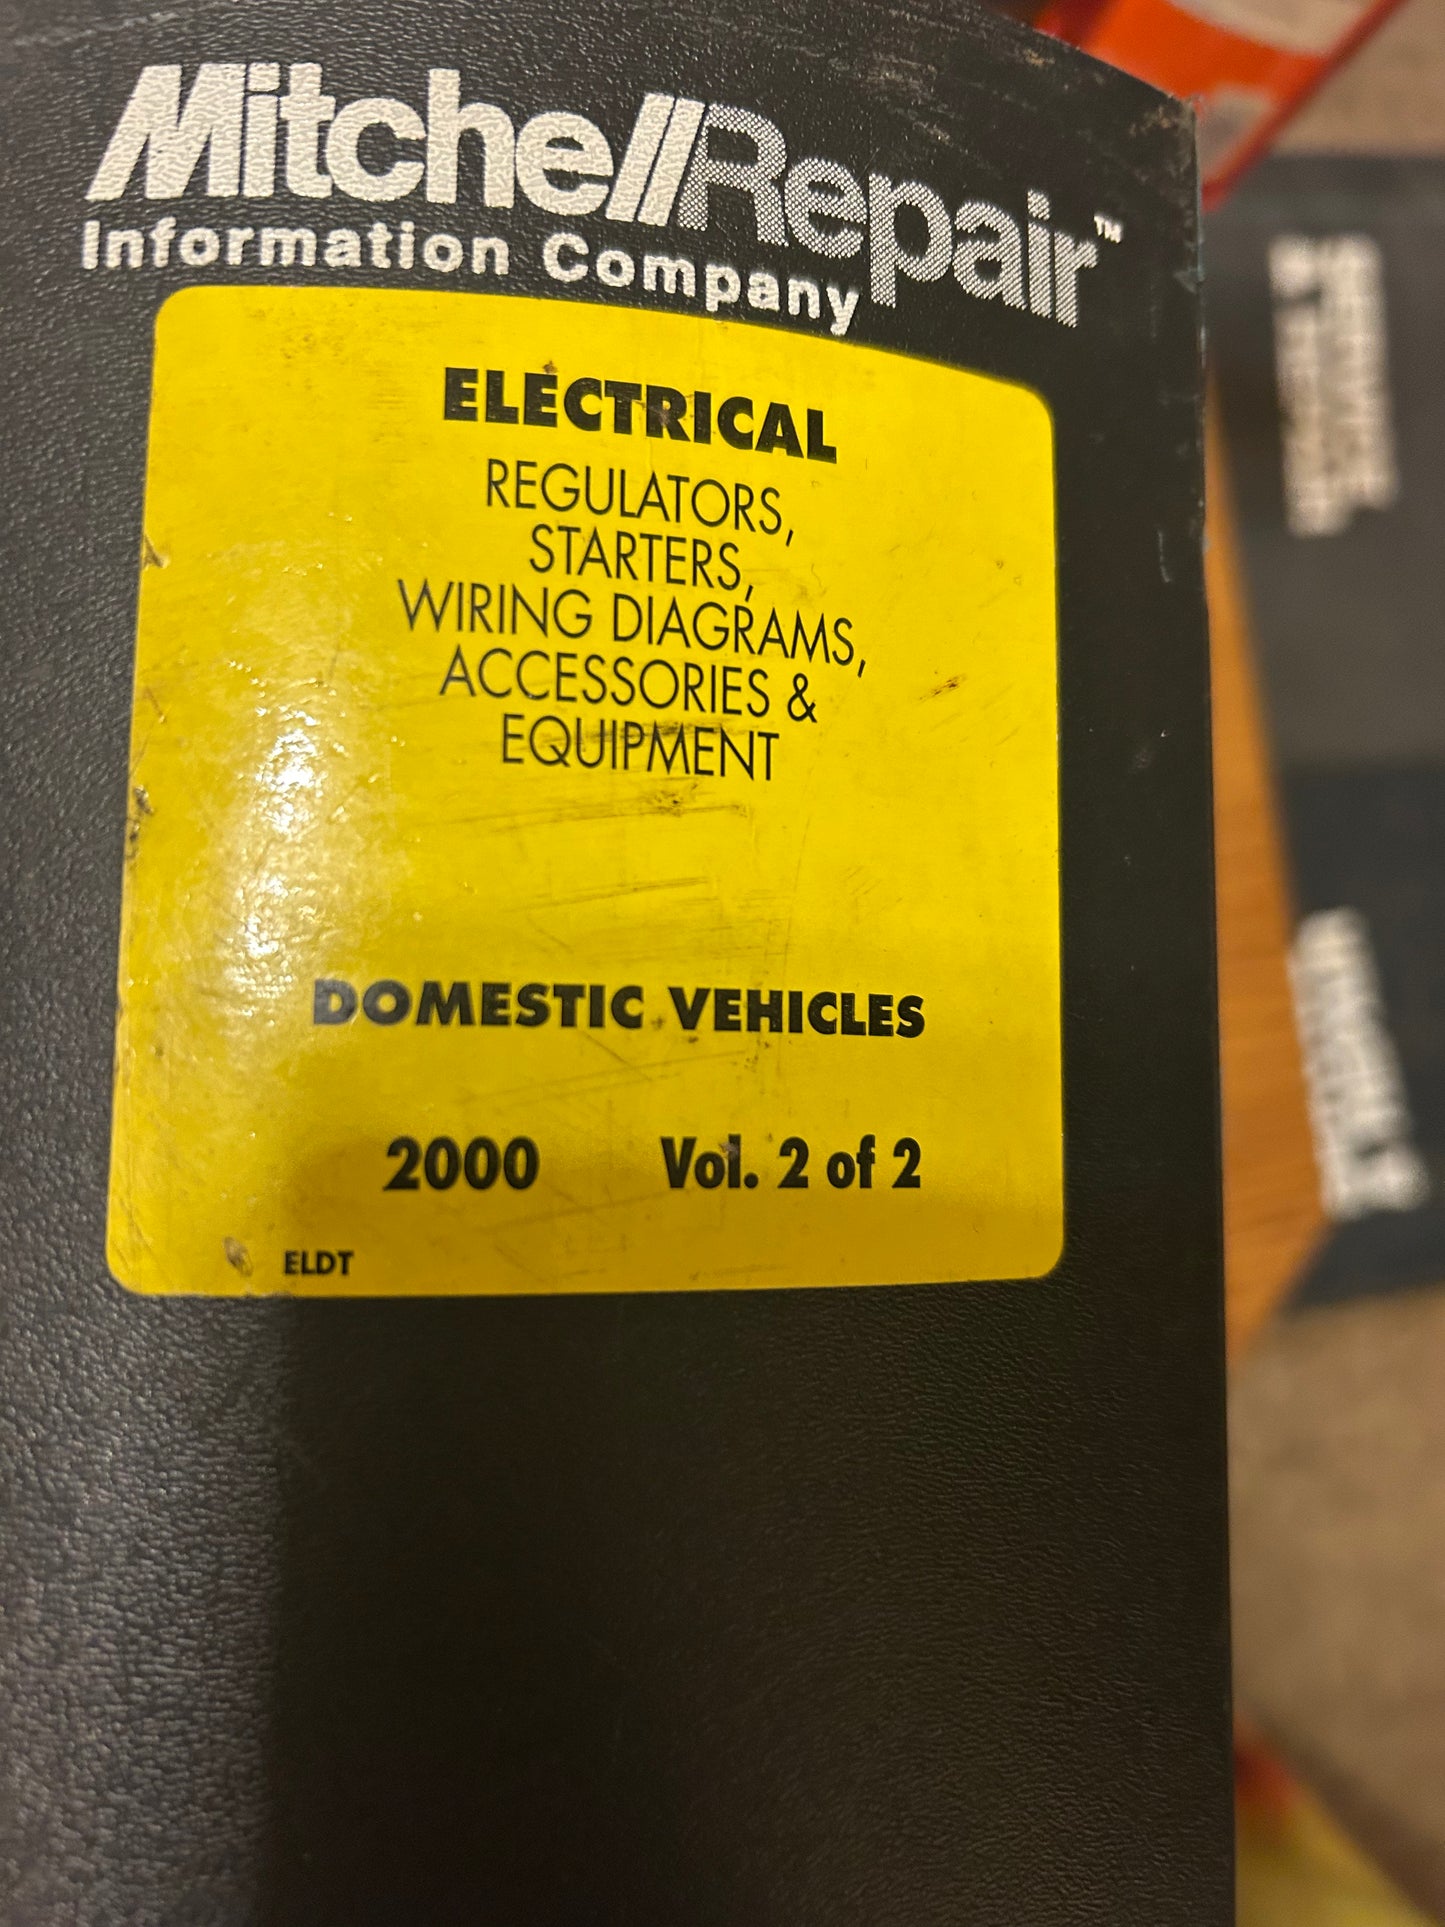 MitchellRepair™
Information Company
ELECTRICAL
REGULATORS,
STARTERS,
WIRING DIAGRAMS,
ACCESSORIES &
EQUIPMENT
DOMESTIC VEHICLES
2000 Vol. 2 of 2
ELDT